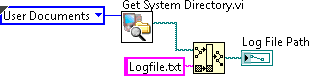 Get System Directory.vi
User Documents
Log File Path
Logfile.txt